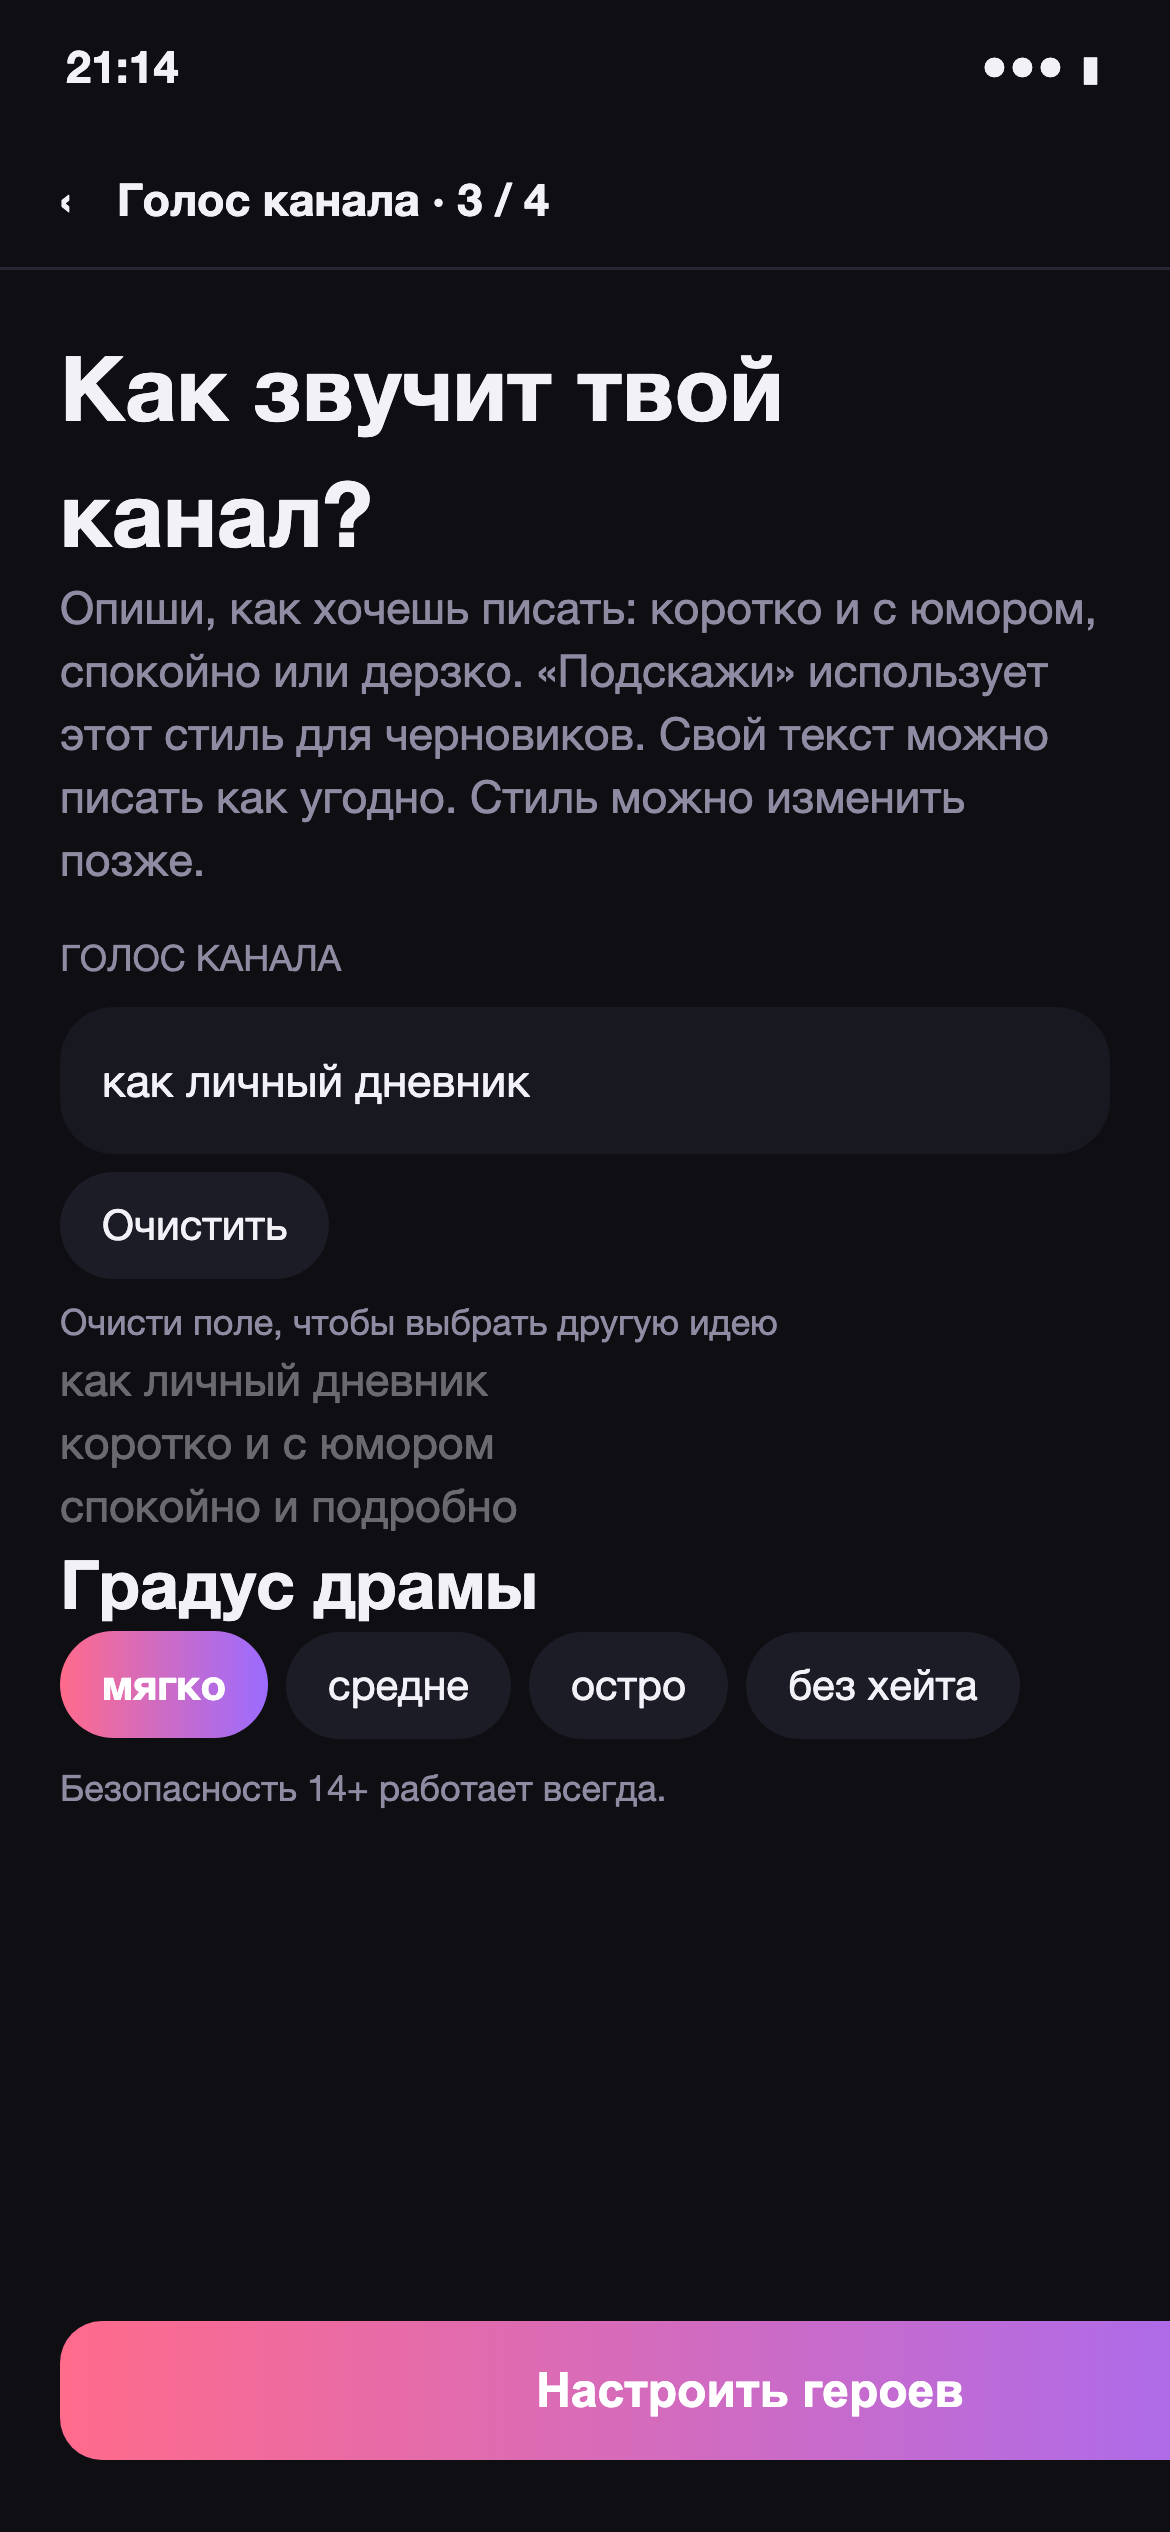 21:14
‹ Голос канала · 3 / 4
Как звучит твой
канал?
Опиши, как хочешь писать: коротко и с юмором,
спокойно или дерзко. «Подскажи» использует
этот стиль для черновиков. Свой текст можно
писать как угодно. Стиль можно изменить
позже.
ГОЛОС КАНАЛА
как личный дневник
Очистить
Очисти поле, чтобы выбрать другую идею
как личный дневник
коротко и с юмором
спокойно и подробно
Градус драмы
мягко средне остро без хейта
Безопасность 14+ работает всегда.
Настроить героев